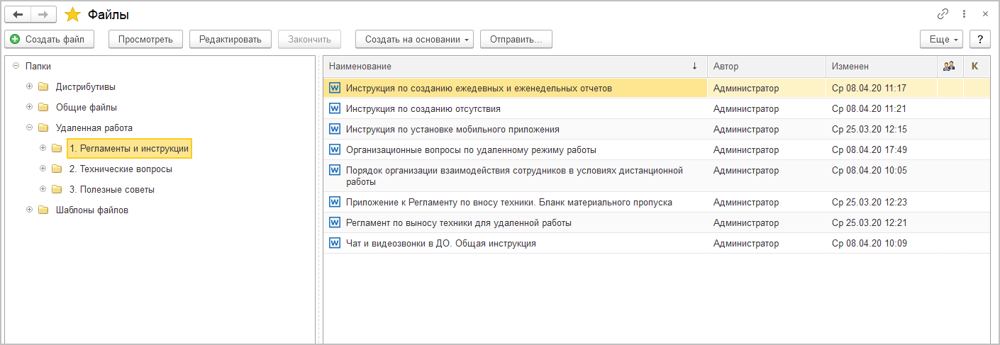 Файлы
Создать файл Просмотреть Редактировать Закончить Создать на основании Отправить... Еще ?
Папки
Дистрибутивы
Общие файлы
Удаленная работа
1. Регламенты и инструкции
2. Технические вопросы
3. Полезные советы
Шаблоны файлов
Наименование ↓ Автор Изменен К
Инструкция по созданию ежедевных и еженедельных отчетов Администратор Ср 08.04.20 11:17
Инструкция по созданию отсутствия Администратор Ср 08.04.20 11:21
Инструкция по установке мобильного приложения Администратор Ср 25.03.20 12:15
Организационные вопросы по удаленному режиму работы Администратор Ср 08.04.20 17:49
Порядок организации взаимодействия сотрудников в условиях дистанционной Администратор Ср 08.04.20 10:05
работы
Приложение к Регламенту по вносу техники. Бланк материального пропуска Администратор Ср 25.03.20 12:23
Регламент по выносу техники для удаленной работы Администратор Ср 25.03.20 12:21
Чат и видеозвонки в ДО. Общая инструкция Администратор Ср 08.04.20 10:09